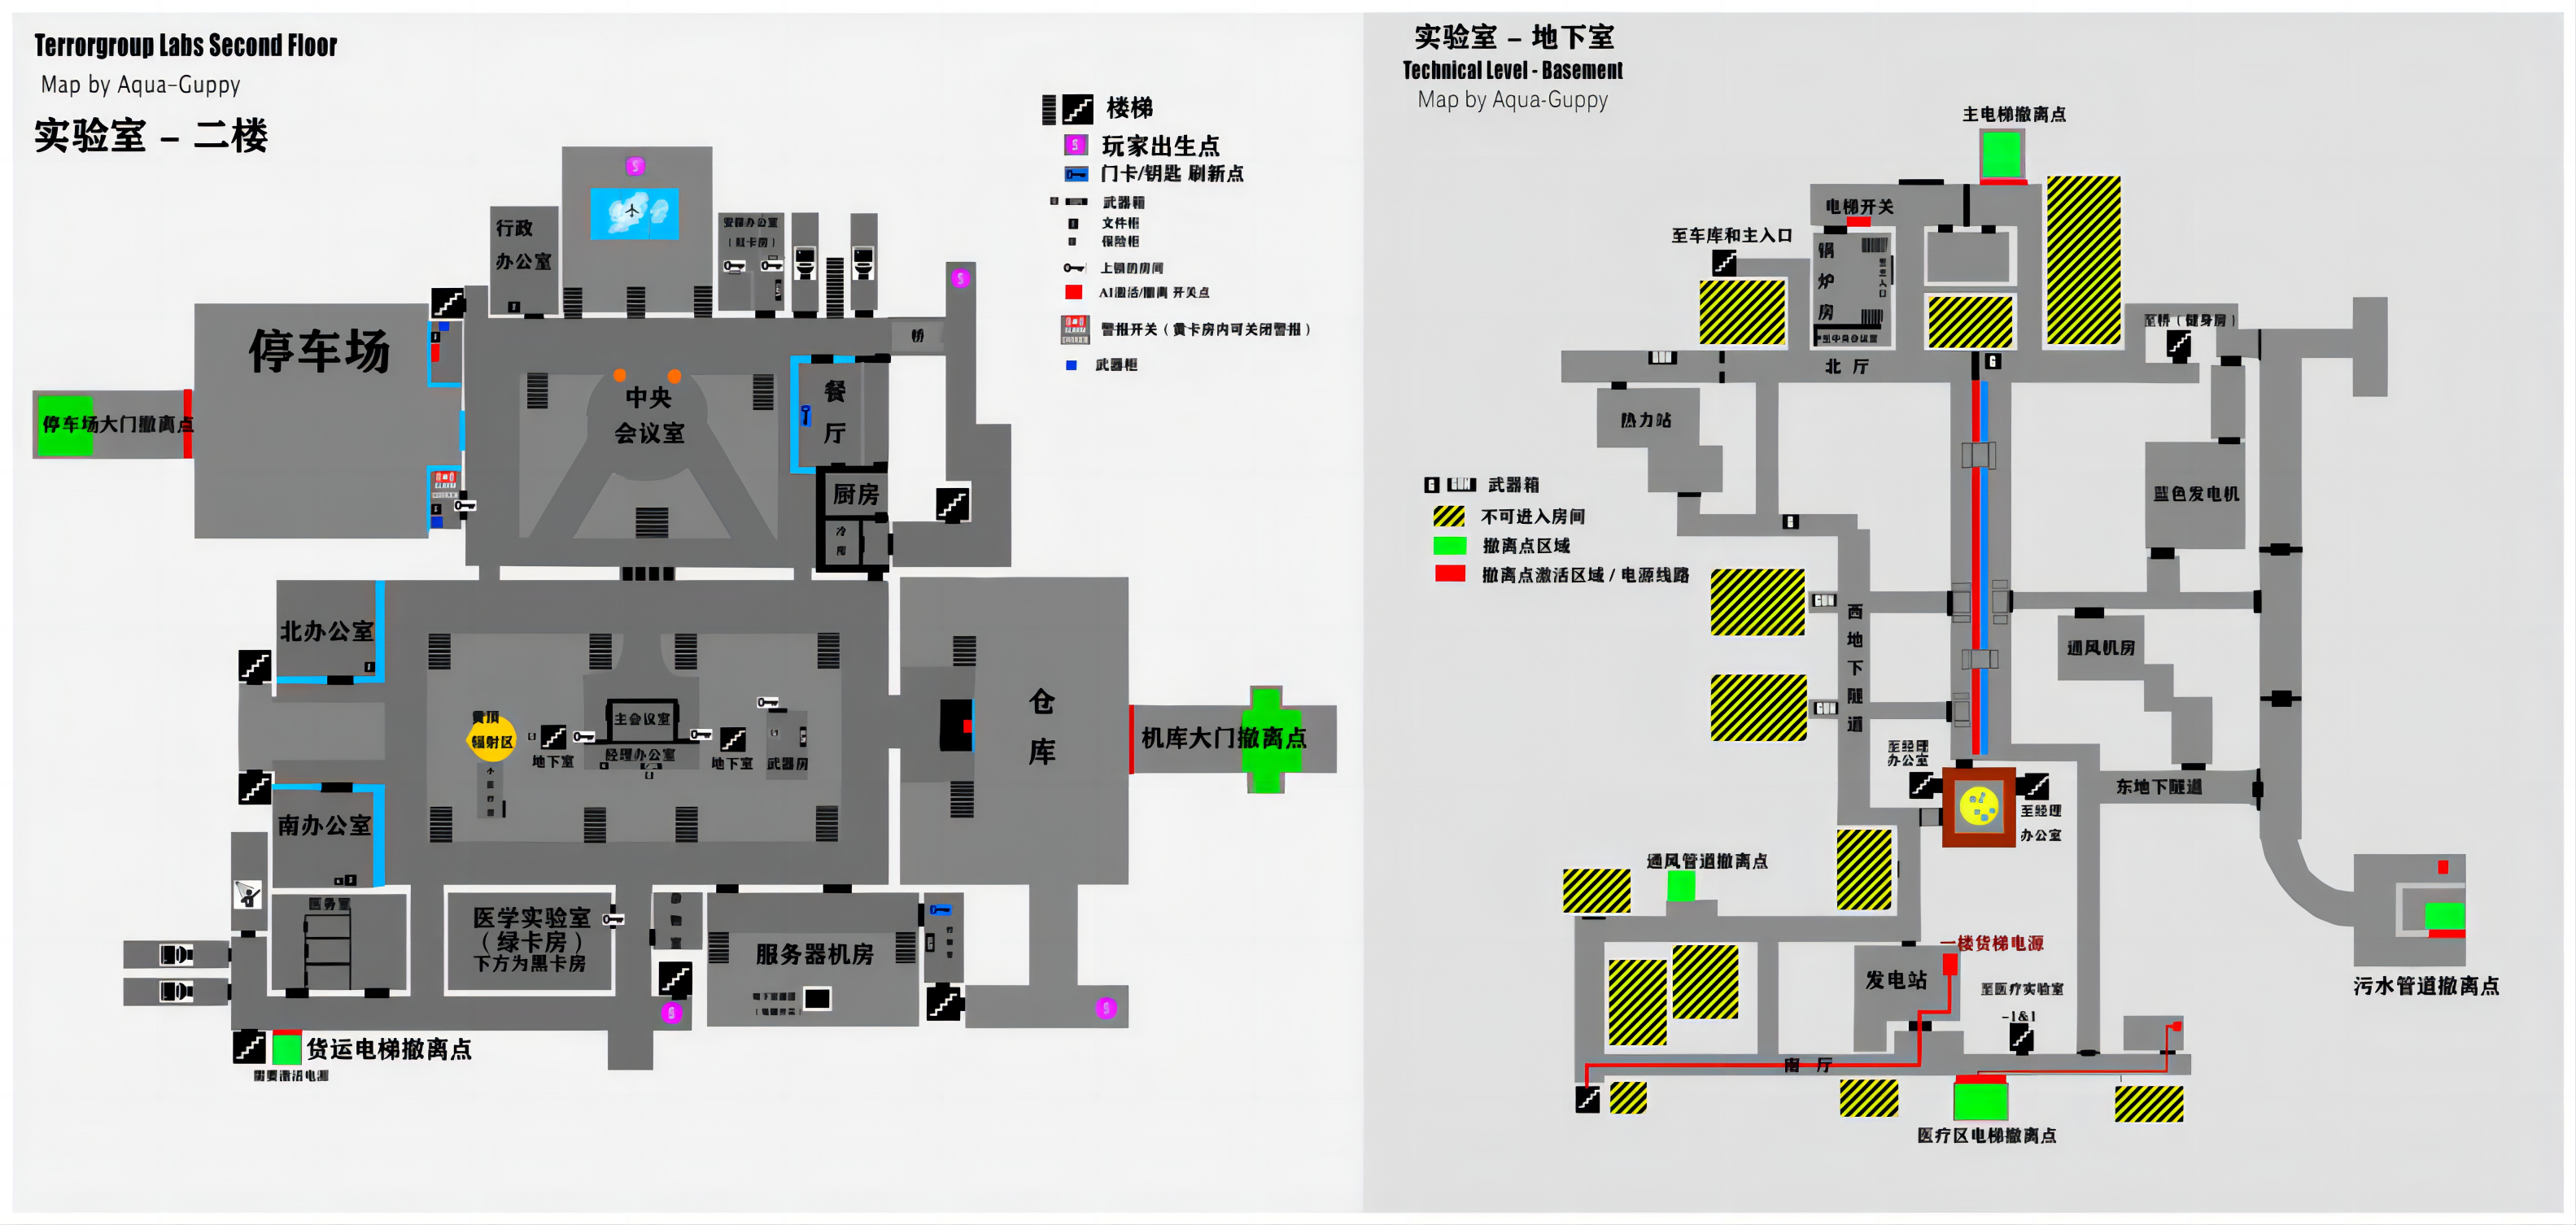 Terrorgroup Labs Second Floor
Map by Aqua-Guppy
实验室 - 二楼
楼梯
玩家出生点
门卡/钥匙 刷新点
武器箱
文件柜
保险柜
上锁的房间
AI激活/撤离 开关点
警报开关（黄卡房内可关闭警报）
武器柜
行政
办公室
安保办公室
（红卡房）
停车场
停车场大门撤离点
桥
中央
会议室
餐
厅
厨房
北办公室
黄顶
辐射区
地下室
主会议室
经理办公室
地下室
武器房
仓
库
机库大门撤离点
南办公室
医务室
医学实验室
（绿卡房）
下方为黑卡房
服务器机房
货运电梯撤离点
需要激活电源
实验室 - 地下室
Technical Level - Basement
Map by Aqua-Guppy
主电梯撤离点
电梯开关
至车库和主入口
锅
炉
房
至中央会议室
至桥（健身房）
北 厅
热力站
武器箱
不可进入房间
撤离点区域
撤离点激活区域 / 电源线路
蓝色发电机
西
地
下
隧
道
通风机房
至经理
办公室
至经理
办公室
东地下隧道
通风管道撤离点
一楼货梯电源
发电站
至医疗实验室
-1&1
南 厅
医疗区电梯撤离点
污水管道撤离点